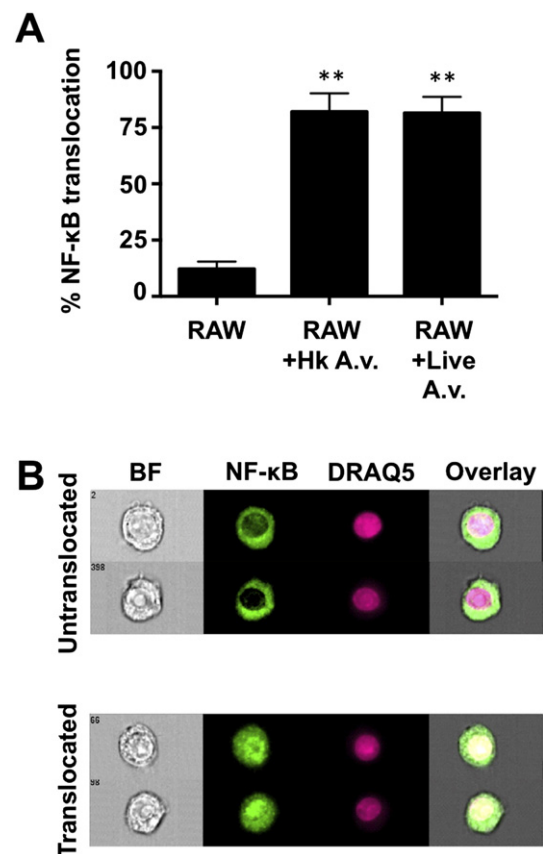 A
% NF-κB translocation
100
75
50
25
0
**
**
RAW
RAW
+Hk A.v.
RAW
+Live
A.v.
B
BF
NF-κB
DRAQ5
Overlay
Untranslocated
2
398
Translocated
66
98